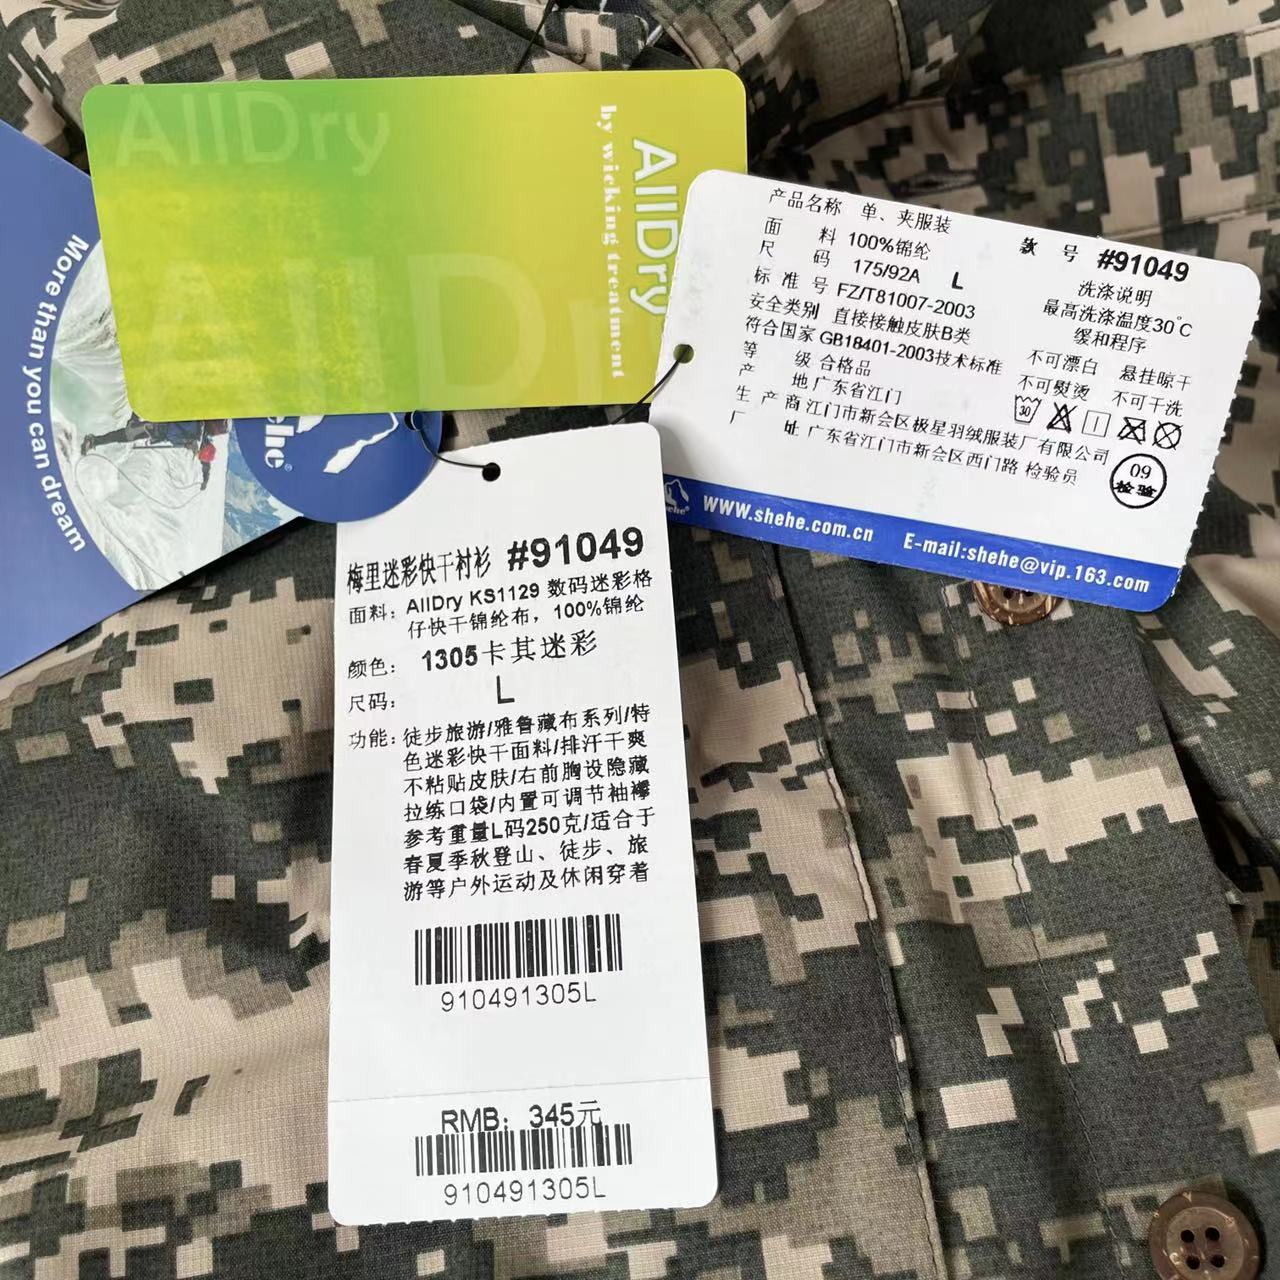 AllDry
AllDry
AllDry
by wicking treatment
More than you can dream
产品名称 单、夹服装
款号 #91049
面料 100%锦纶
尺码 175/92A L
标准号 FZ/T81007-2003
安全类别 直接接触皮肤B类
符合国家 GB18401-2003技术标准
等级 合格品
产地 广东省江门
生产商 江门市新会区极星羽绒服装厂有限公司
厂址 广东省江门市新会区西门路 检验员
洗涤说明
最高洗涤温度30°C
缓和程序
不可漂白 悬挂晾干
不可熨烫 不可干洗
30
09
检验
shehe®
WWW.shehe.com.cn E-mail:shehe@vip.163.com
梅里迷彩快干衬衫 #91049
面料: AllDry KS1129 数码迷彩格
仔快干锦纶布，100%锦纶
颜色: 1305卡其迷彩
尺码: L
功能: 徒步旅游/雅鲁藏布系列/特
色迷彩快干面料/排汗干爽
不粘贴皮肤/右前胸设隐藏
拉练口袋/内置可调节袖襻
参考重量L码250克/适合于
春夏季秋登山、徒步、旅
游等户外运动及休闲穿着
910491305L
RMB: 345元
910491305L